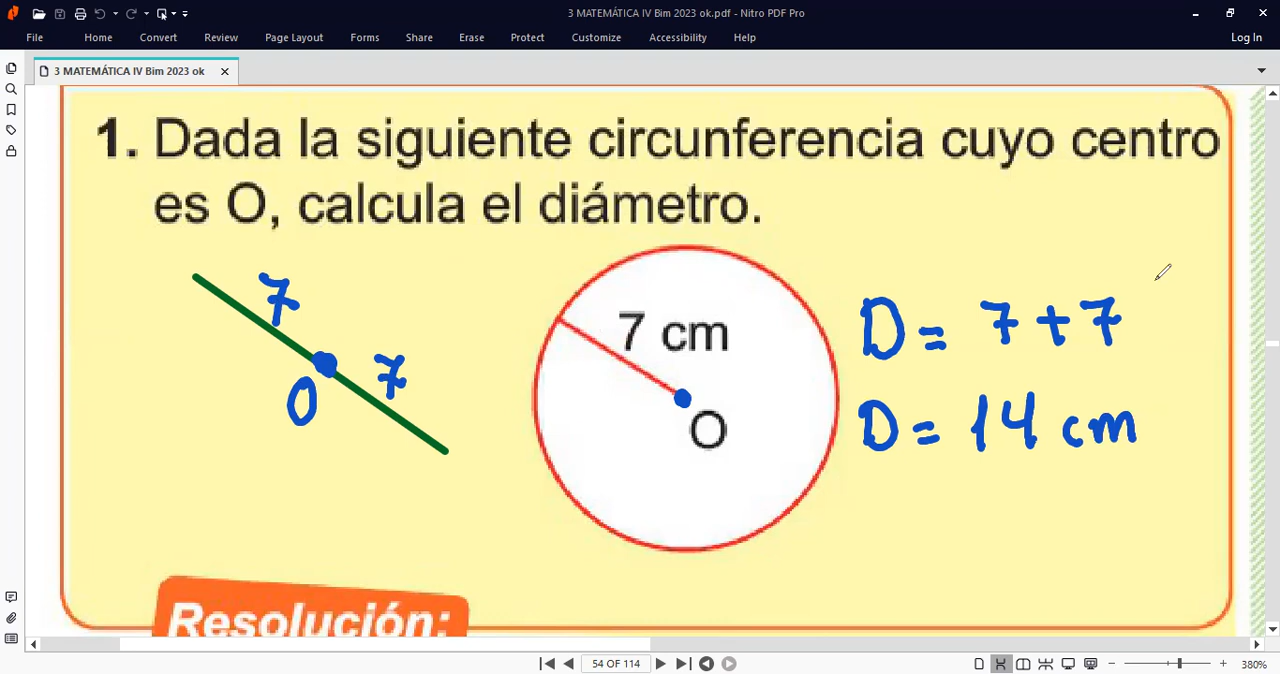 3 MATEMÁTICA IV Bim 2023 ok.pdf - Nitro PDF Pro
File Home Convert Review Page Layout Forms Share Erase Protect Customize Accessibility Help Log In
3 MATEMÁTICA IV Bim 2023 ok
1. Dada la siguiente circunferencia cuyo centro
es O, calcula el diámetro.
7
7
O
7 cm
O
D = 7 + 7
D = 14 cm
Resolución:
54 OF 114
380%